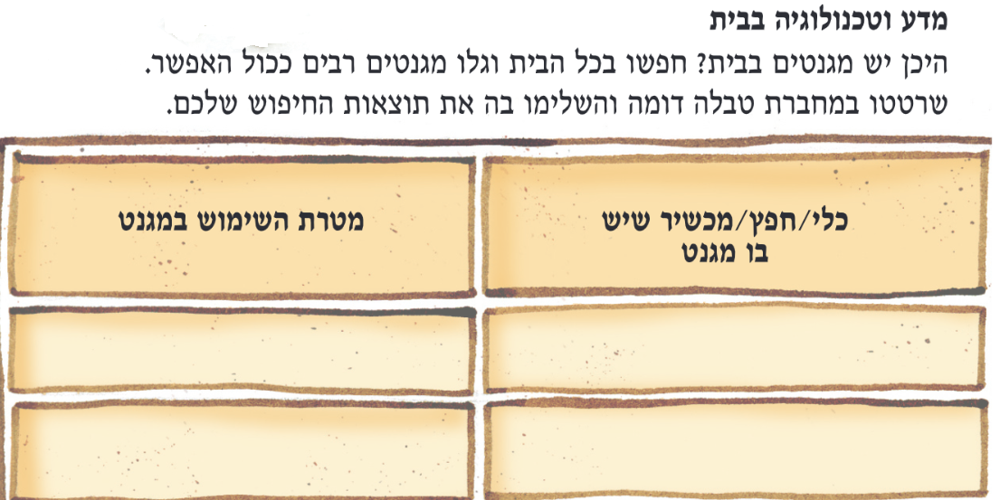 מדע וטכנולוגיה בבית
היכן יש מגנטים בבית? חפשו בכל הבית וגלו מגנטים רבים ככול האפשר.
שרטטו במחברת טבלה דומה והשלימו בה את תוצאות החיפוש שלכם.
כלי/חפץ/מכשיר שיש
בו מגנט
מטרת השימוש במגנט